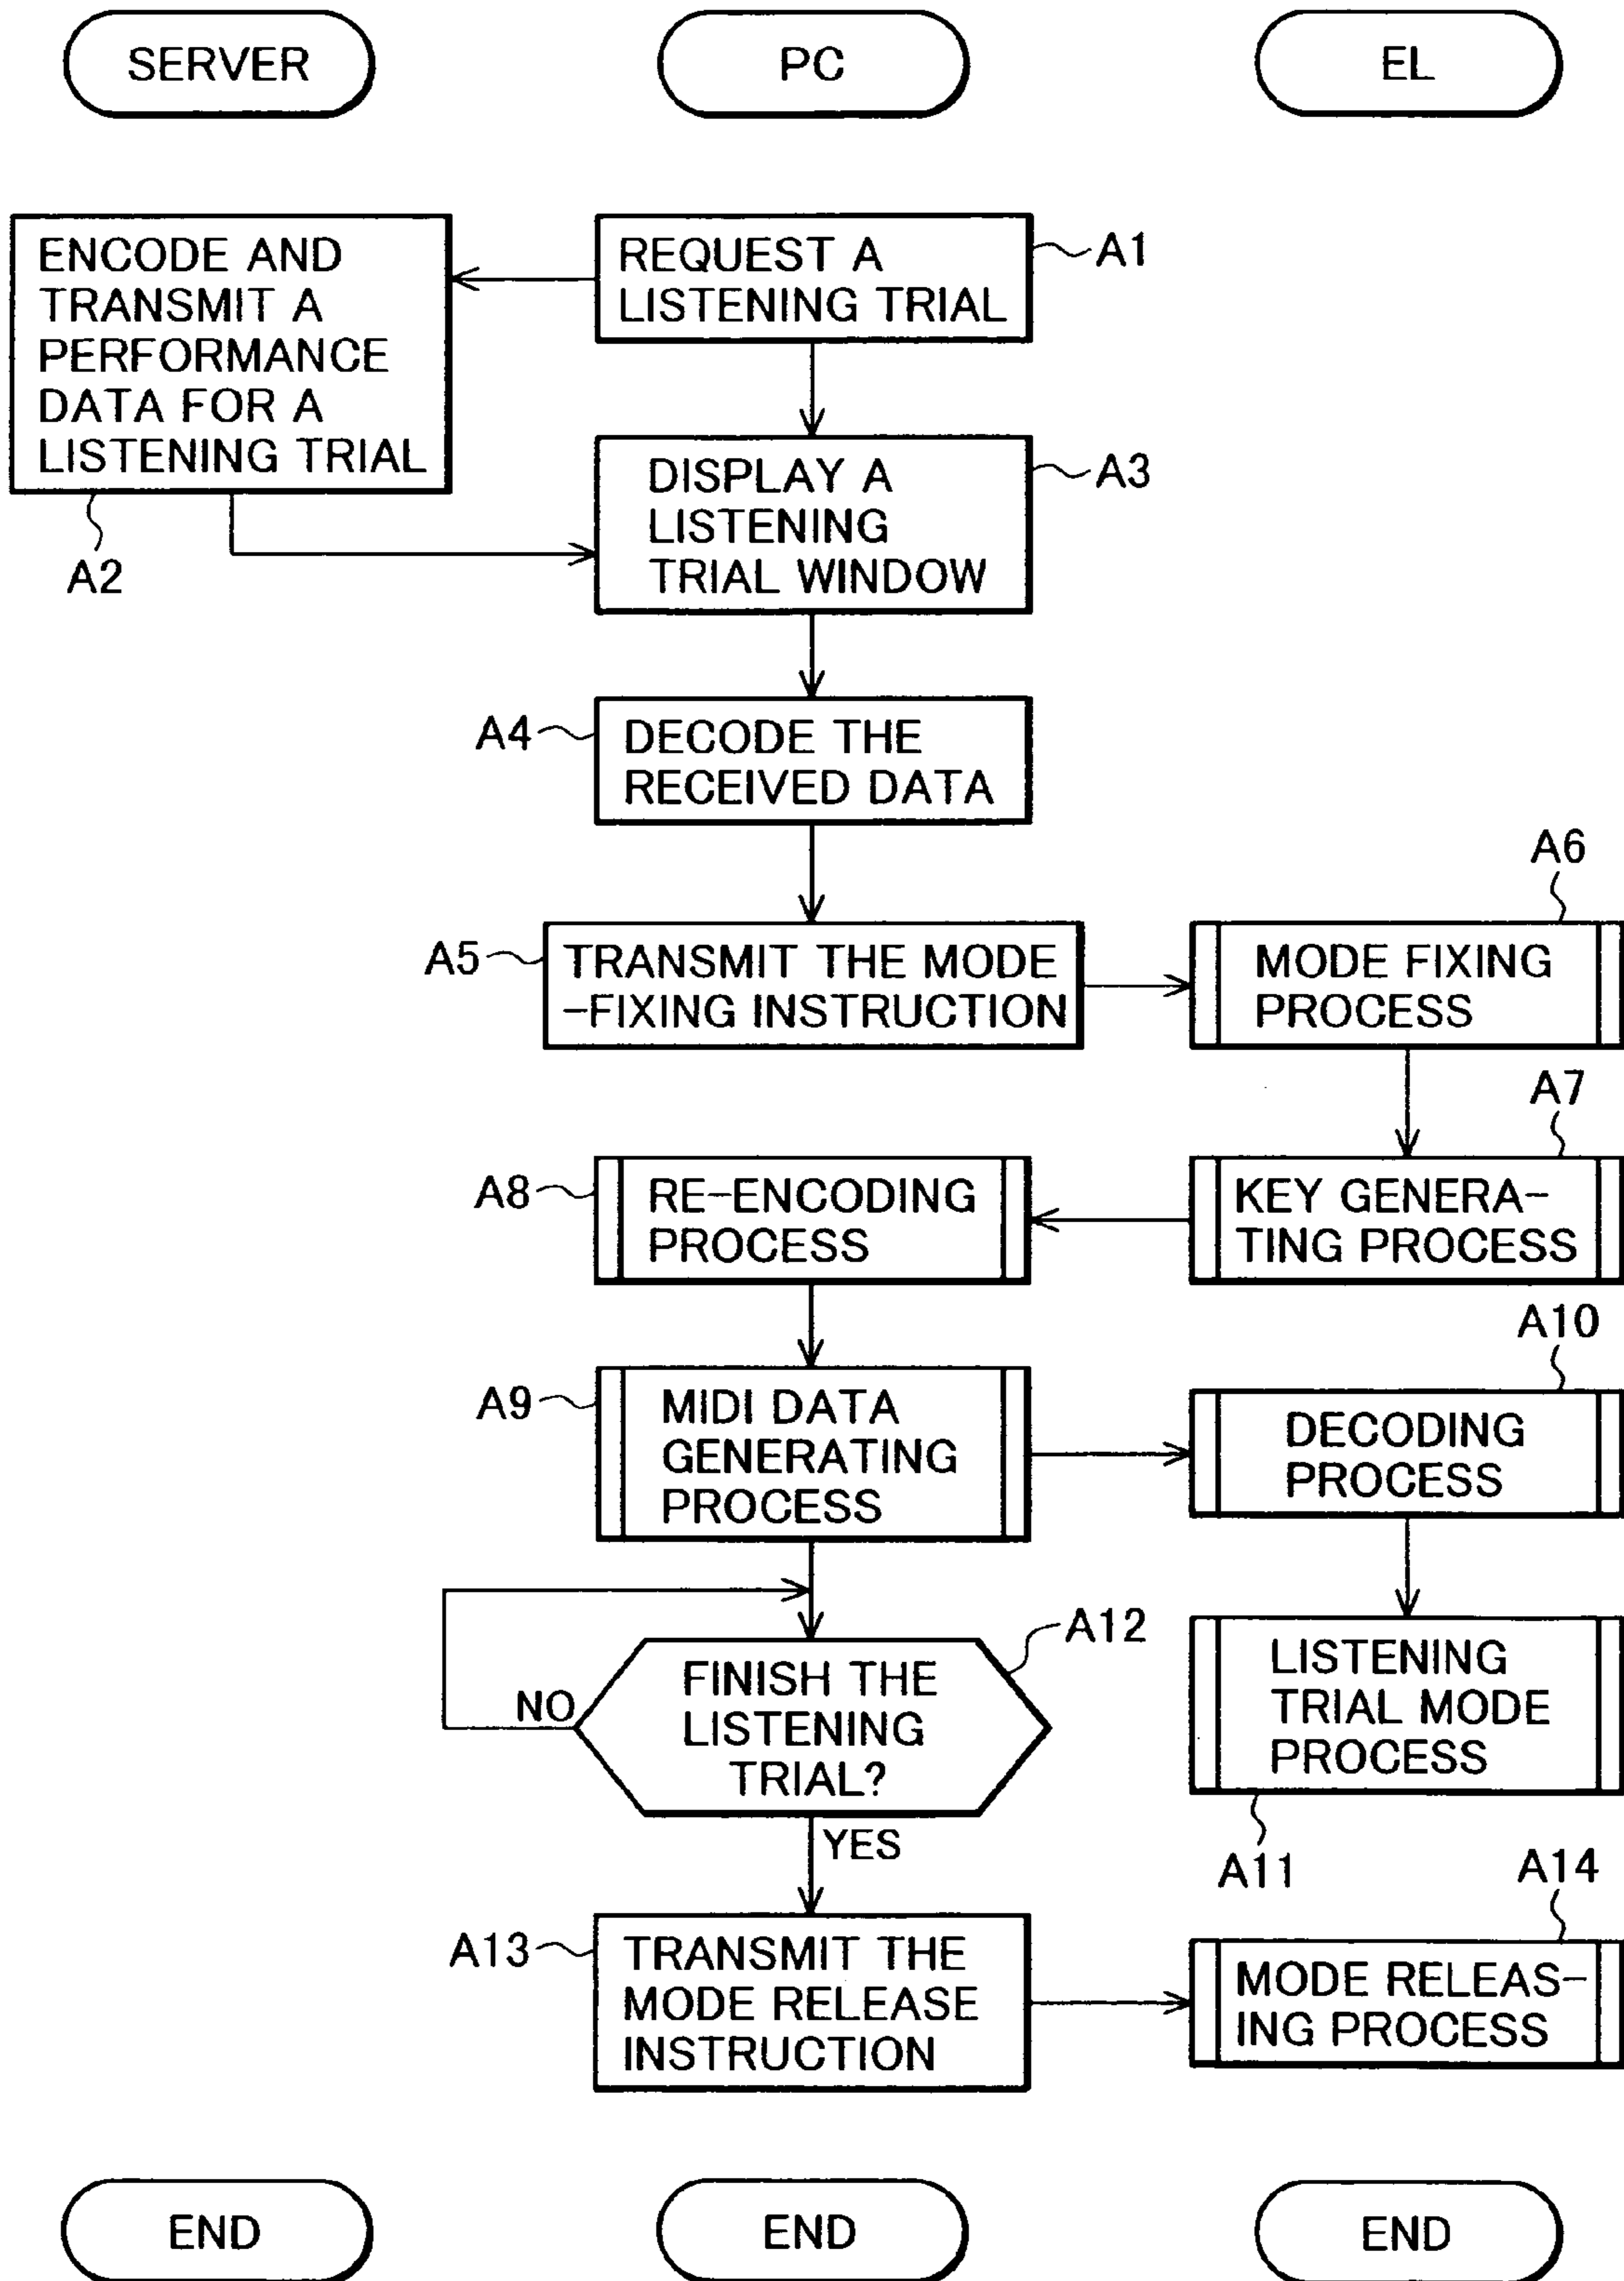 SERVER
PC
EL
ENCODE AND
TRANSMIT A
PERFORMANCE
DATA FOR A
LISTENING TRIAL
A2
REQUEST A
LISTENING TRIAL
A1
DISPLAY A
LISTENING
TRIAL WINDOW
A3
A4
DECODE THE
RECEIVED DATA
A5
TRANSMIT THE MODE
-FIXING INSTRUCTION
A6
MODE FIXING
PROCESS
A7
KEY GENERA-
TING PROCESS
A8
RE-ENCODING
PROCESS
A9
MIDI DATA
GENERATING
PROCESS
A10
DECODING
PROCESS
LISTENING
TRIAL MODE
PROCESS
A11
A12
FINISH THE
LISTENING
TRIAL?
NO
YES
A13
TRANSMIT THE
MODE RELEASE
INSTRUCTION
A14
MODE RELEAS-
ING PROCESS
END
END
END